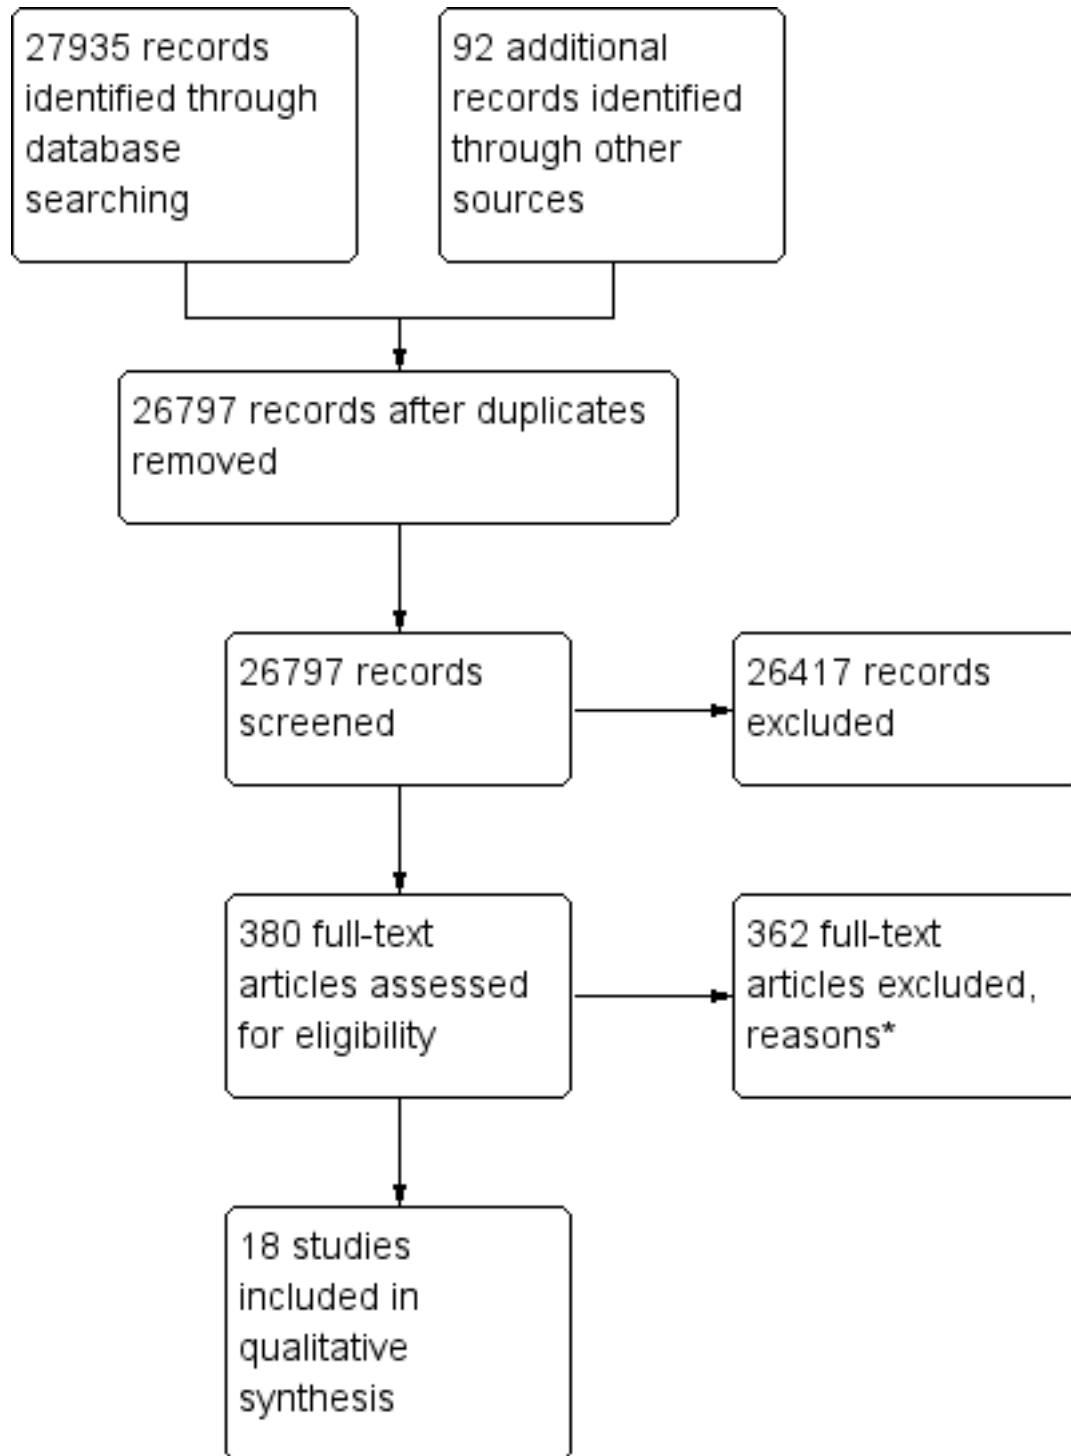 27935 records
identified through
database
searching
92 additional
records identified
through other
sources
26797 records after duplicates
removed
26797 records
screened
26417 records
excluded
380 full-text
articles assessed
for eligibility
362 full-text
articles excluded,
reasons*
18 studies
included in
qualitative
synthesis